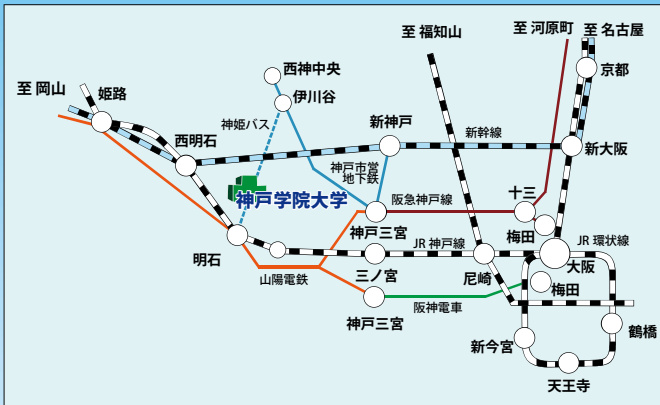 至 福知山
至 河原町
至 名古屋
西神中央
京都
至 岡山
姫路
伊川谷
神姫バス
新神戸
新幹線
西明石
新大阪
神戸市営
地下鉄
神戸学院大学
阪急神戸線
十三
神戸三宮
梅田
JR 環状線
明石
JR 神戸線
三ノ宮
尼崎
大阪
山陽電鉄
梅田
阪神電車
神戸三宮
鶴橋
新今宮
天王寺